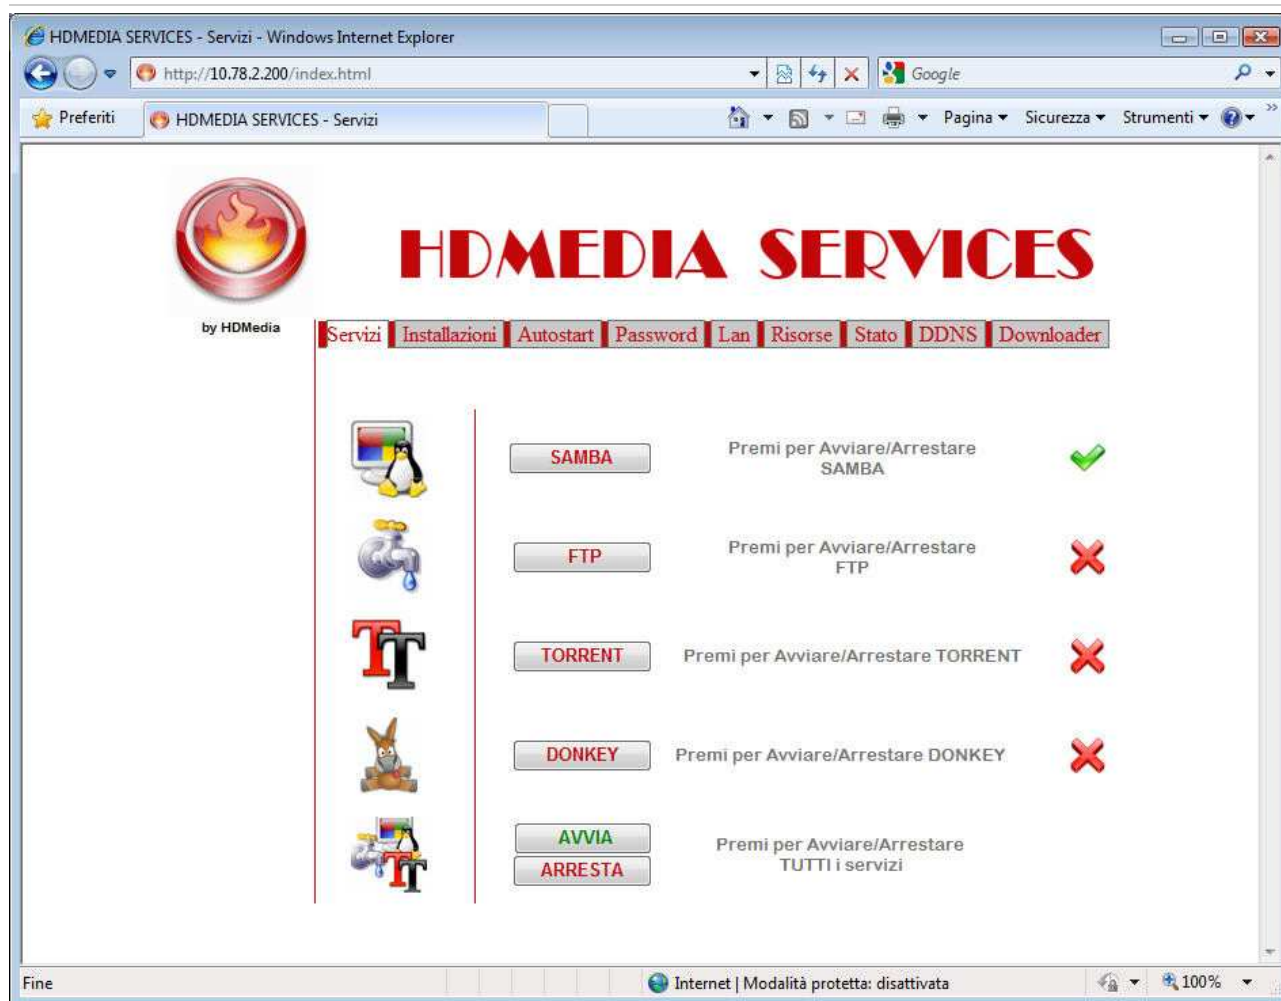 HDMEDIA SERVICES - Servizi - Windows Internet Explorer
http://10.78.2.200/index.html
Google
Preferiti
HDMEDIA SERVICES - Servizi
Pagina
Sicurezza
Strumenti
HDMEDIA SERVICES
by HDMedia
Servizi Installazioni Autostart Password Lan Risorse Stato DDNS Downloader
SAMBA
Premi per Avviare/Arrestare
SAMBA
FTP
Premi per Avviare/Arrestare
FTP
TORRENT
Premi per Avviare/Arrestare TORRENT
DONKEY
Premi per Avviare/Arrestare DONKEY
AVVIA
ARRESTA
Premi per Avviare/Arrestare
TUTTI i servizi
Fine
Internet | Modalità protetta: disattivata
100%